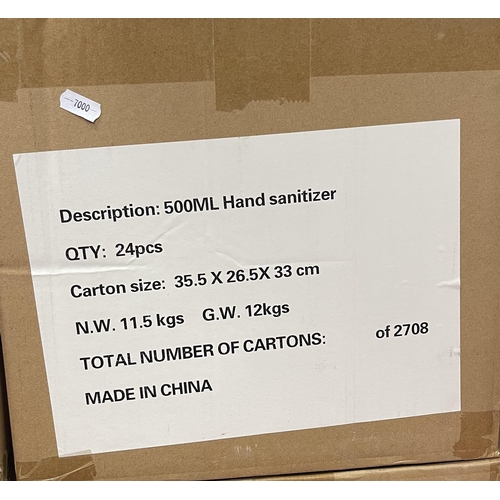 7000
Description: 500ML Hand sanitizer
QTY: 24pcs
Carton size: 35.5 X 26.5X 33 cm
N.W. 11.5 kgs G.W. 12kgs
TOTAL NUMBER OF CARTONS: of 2708
MADE IN CHINA